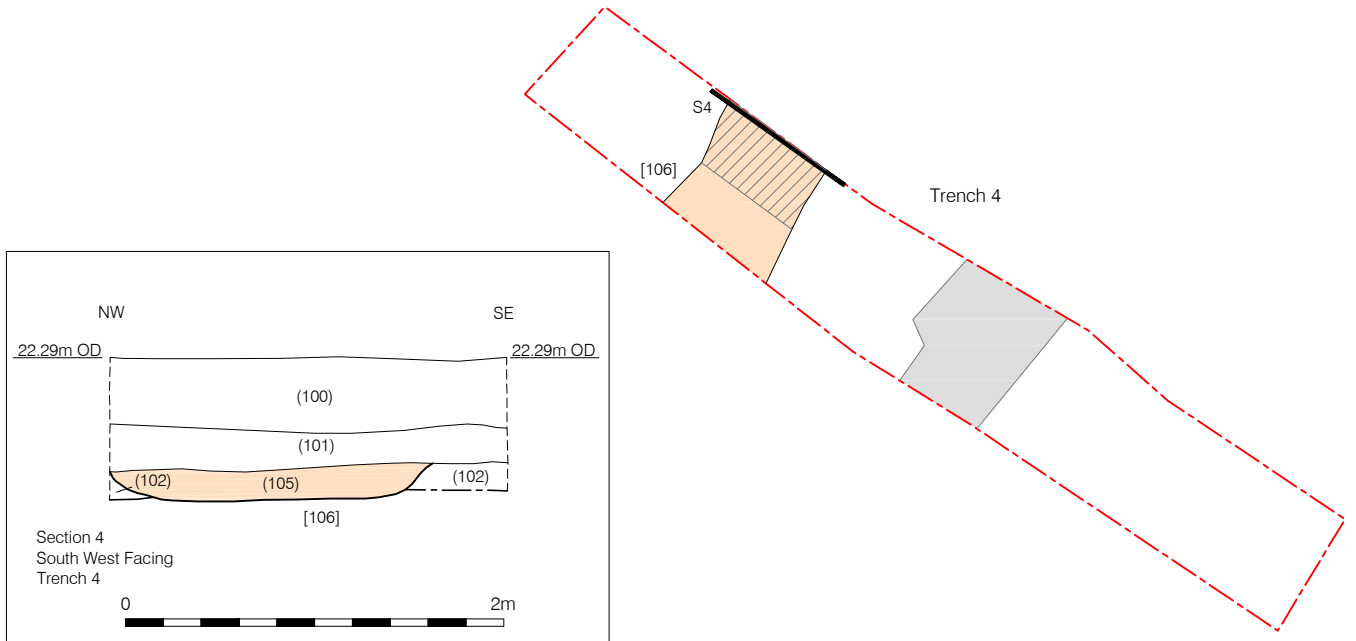 S4
[106]
Trench 4
NW SE
22.29m OD 22.29m OD
(100)
(101)
(102) (105) (102)
[106]
Section 4
South West Facing
Trench 4
0 2m